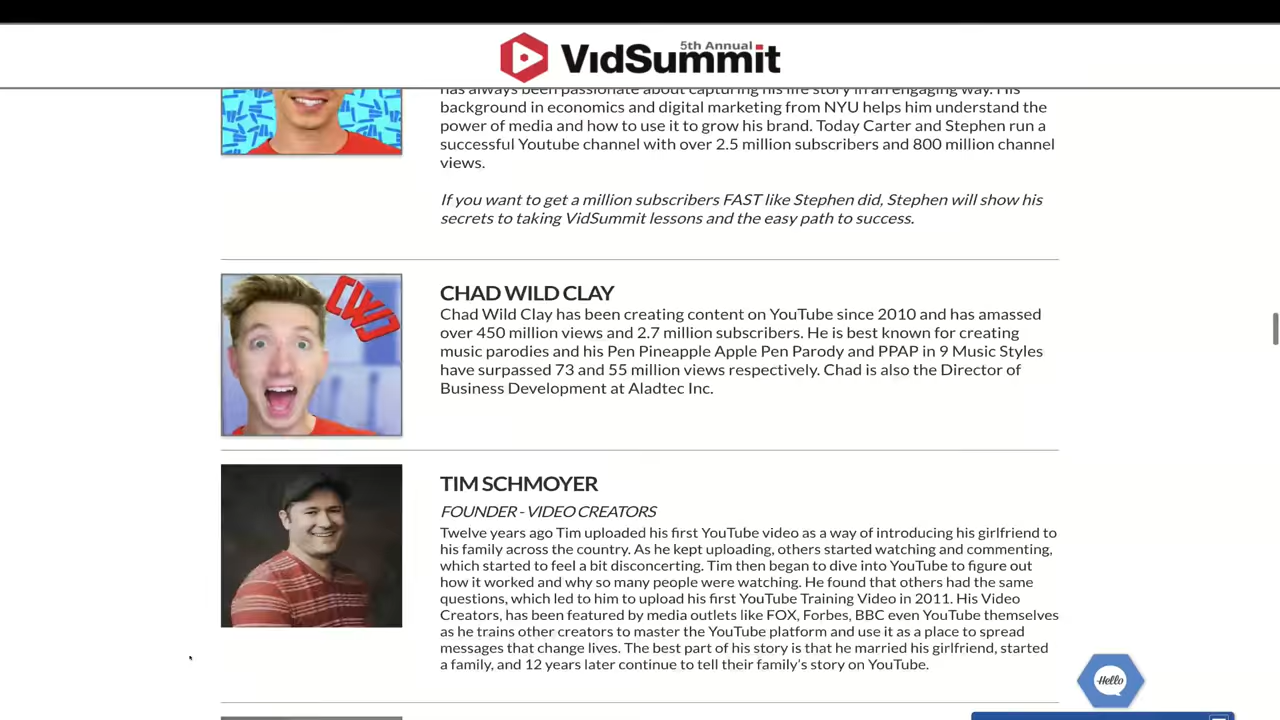 5th Annual
VidSummit
has always been passionate about capturing his life story in an engaging way. His
background in economics and digital marketing from NYU helps him understand the
power of media and how to use it to grow his brand. Today Carter and Stephen run a
successful Youtube channel with over 2.5 million subscribers and 800 million channel
views.
If you want to get a million subscribers FAST like Stephen did, Stephen will show his
secrets to taking VidSummit lessons and the easy path to success.
CWC
CHAD WILD CLAY
Chad Wild Clay has been creating content on YouTube since 2010 and has amassed
over 450 million views and 2.7 million subscribers. He is best known for creating
music parodies and his Pen Pineapple Apple Pen Parody and PPAP in 9 Music Styles
have surpassed 73 and 55 million views respectively. Chad is also the Director of
Business Development at Aladtec Inc.
TIM SCHMOYER
FOUNDER - VIDEO CREATORS
Twelve years ago Tim uploaded his first YouTube video as a way of introducing his girlfriend to
his family across the country. As he kept uploading, others started watching and commenting,
which started to feel a bit disconcerting. Tim then began to dive into YouTube to figure out
how it worked and why so many people were watching. He found that others had the same
questions, which led to him to upload his first YouTube Training Video in 2011. His Video
Creators, has been featured by media outlets like FOX, Forbes, BBC even YouTube themselves
as he trains other creators to master the YouTube platform and use it as a place to spread
messages that change lives. The best part of his story is that he married his girlfriend, started
a family, and 12 years later continue to tell their family's story on YouTube.
Hello